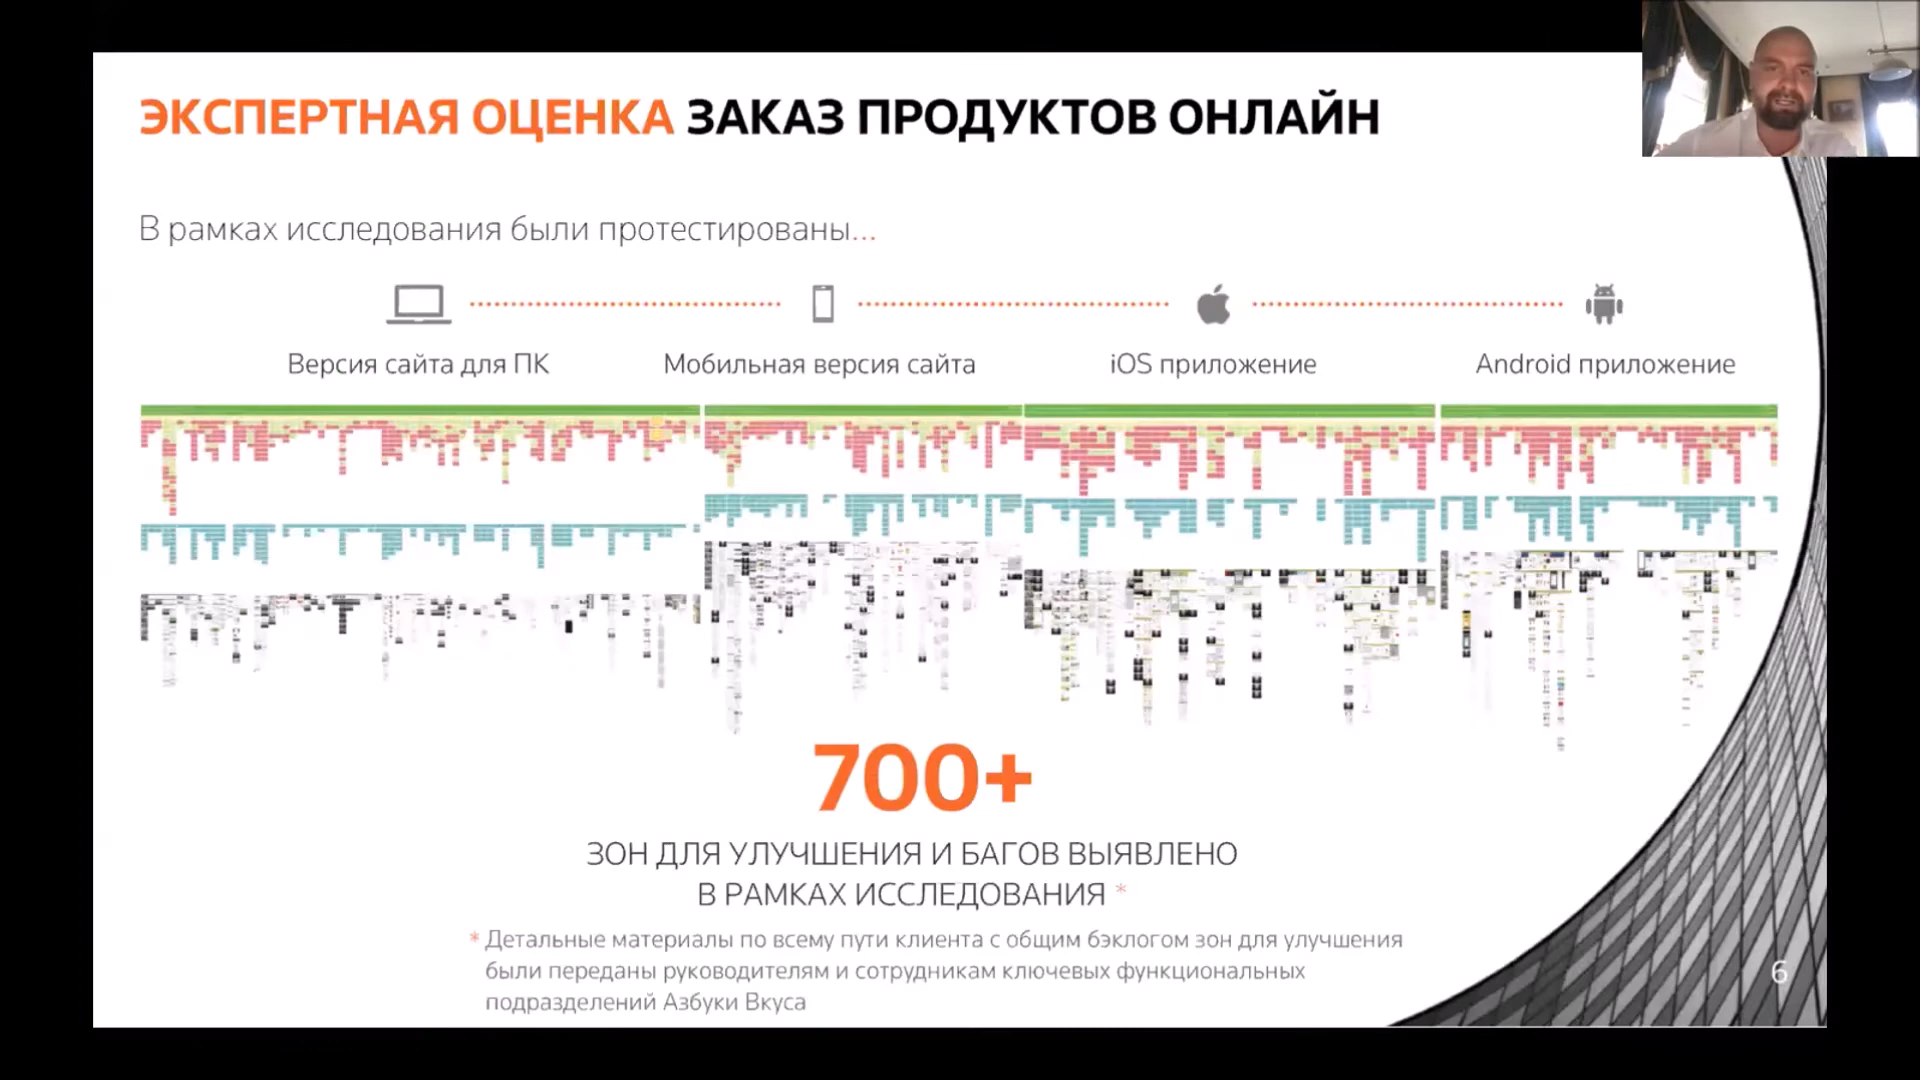 ЭКСПЕРТНАЯ ОЦЕНКА ЗАКАЗ ПРОДУКТОВ ОНЛАЙН
В рамках исследования были протестированы...
Версия сайта для ПК
Мобильная версия сайта
iOS приложение
Android приложение
700+
ЗОН ДЛЯ УЛУЧШЕНИЯ И БАГОВ ВЫЯВЛЕНО
В РАМКАХ ИССЛЕДОВАНИЯ *
* Детальные материалы по всему пути клиента с общим бэклогом зон для улучшения
были переданы руководителям и сотрудникам ключевых функциональных
подразделений Азбуки Вкуса
6